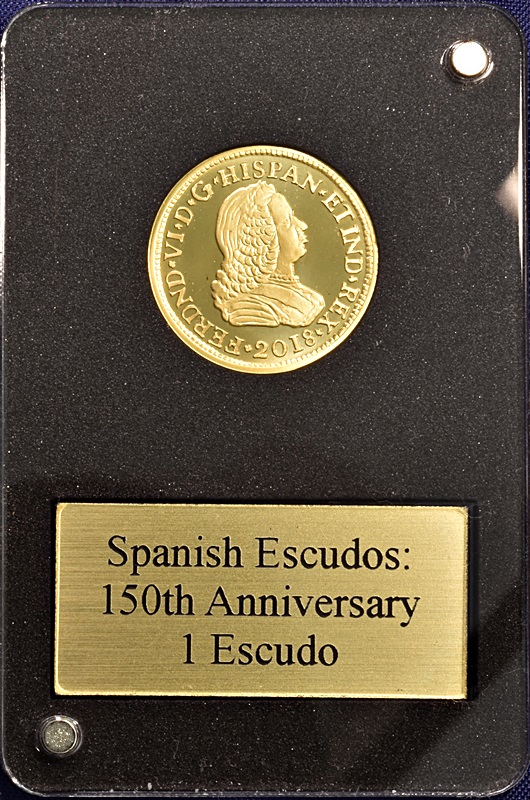 FERDND·VI·D·G·HISPAN·ET IND·REX·2018·
Spanish Escudos:
150th Anniversary
1 Escudo